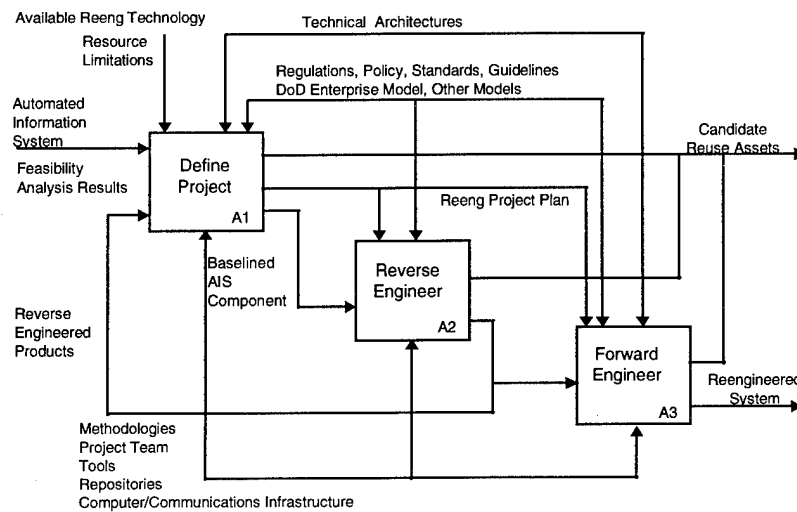 Available Reeng Technology
Technical Architectures
Resource
Limitations
Regulations, Policy, Standards, Guidelines
DoD Enterprise Model, Other Models
Automated
Information
System
Candidate
Reuse Assets
Feasibility
Analysis Results
Define
Project
A1
Reeng Project Plan
Baselined
AIS
Component
Reverse
Engineer
A2
Reverse
Engineered
Products
Forward
Engineer
A3
Reengineered
System
Methodologies
Project Team
Tools
Repositories
Computer/Communications Infrastructure